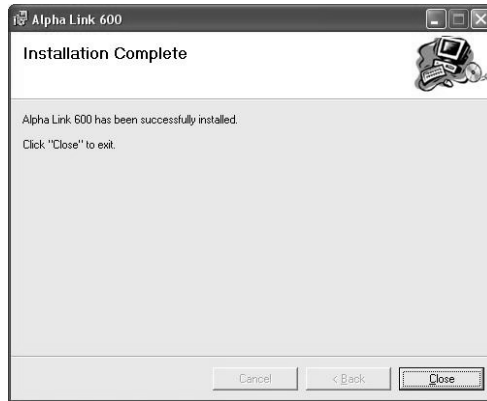 Alpha Link 600
Installation Complete
Alpha Link 600 has been successfully installed.
Click "Close" to exit.
Cancel
< Back
Close